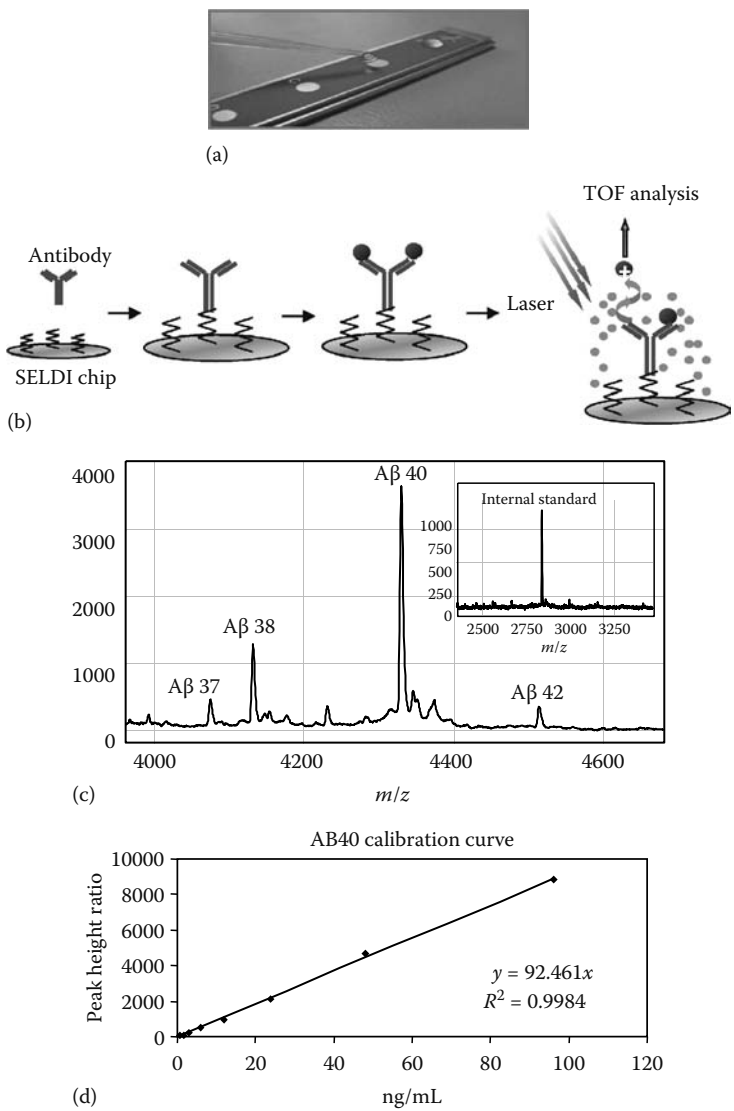 (a)
TOF analysis
Antibody
Laser
SELDI chip
(b)
4000
3000
2000
1000
0
Aβ 40
Aβ 38
Aβ 37
Aβ 42
Internal standard
1000
750
500
250
0
2500 2750 3000 3250
m/z
4000 4200 4400 4600
(c)
m/z
AB40 calibration curve
Peak height ratio
10000
8000
6000
4000
2000
0
y = 92.461x
R² = 0.9984
0 20 40 60 80 100 120
(d)
ng/mL